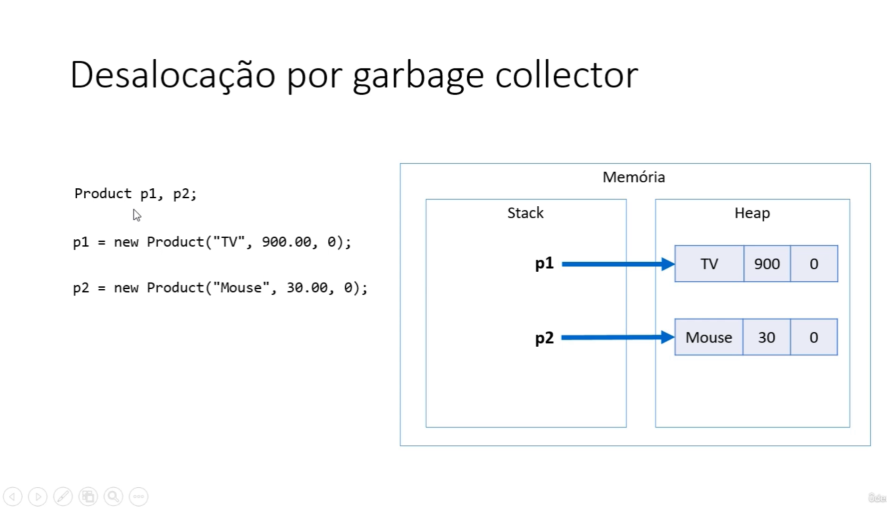 Desalocação por garbage collector
Product p1, p2;
p1 = new Product("TV", 900.00, 0);
p2 = new Product("Mouse", 30.00, 0);
Memória
Stack
Heap
p1
TV 900 0
p2
Mouse 30 0